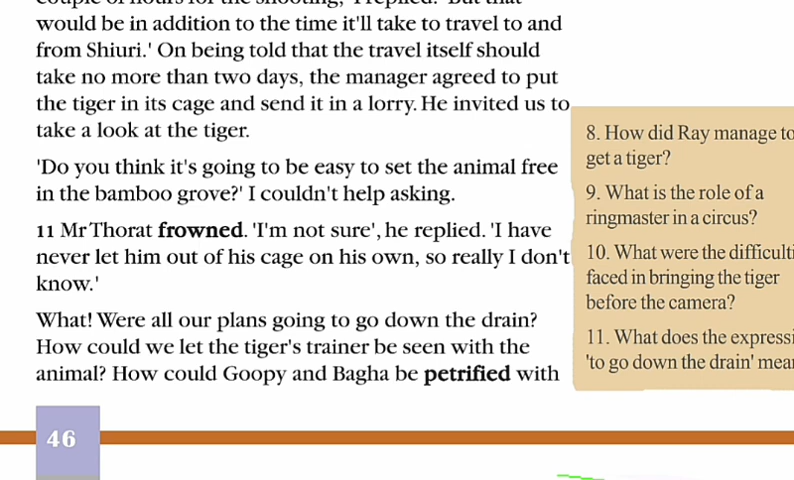 would be in addition to the time it'll take to travel to and
from Shiuri.' On being told that the travel itself should
take no more than two days, the manager agreed to put
the tiger in its cage and send it in a lorry. He invited us to
take a look at the tiger.
'Do you think it's going to be easy to set the animal free
in the bamboo grove?' I couldn't help asking.
11 Mr Thorat frowned. 'I'm not sure', he replied. 'I have
never let him out of his cage on his own, so really I don't
know.'
What! Were all our plans going to go down the drain?
How could we let the tiger's trainer be seen with the
animal? How could Goopy and Bagha be petrified with
8. How did Ray manage to
get a tiger?
9. What is the role of a
ringmaster in a circus?
10. What were the difficulti
faced in bringing the tiger
before the camera?
11. What does the expressi
'to go down the drain' mea
46